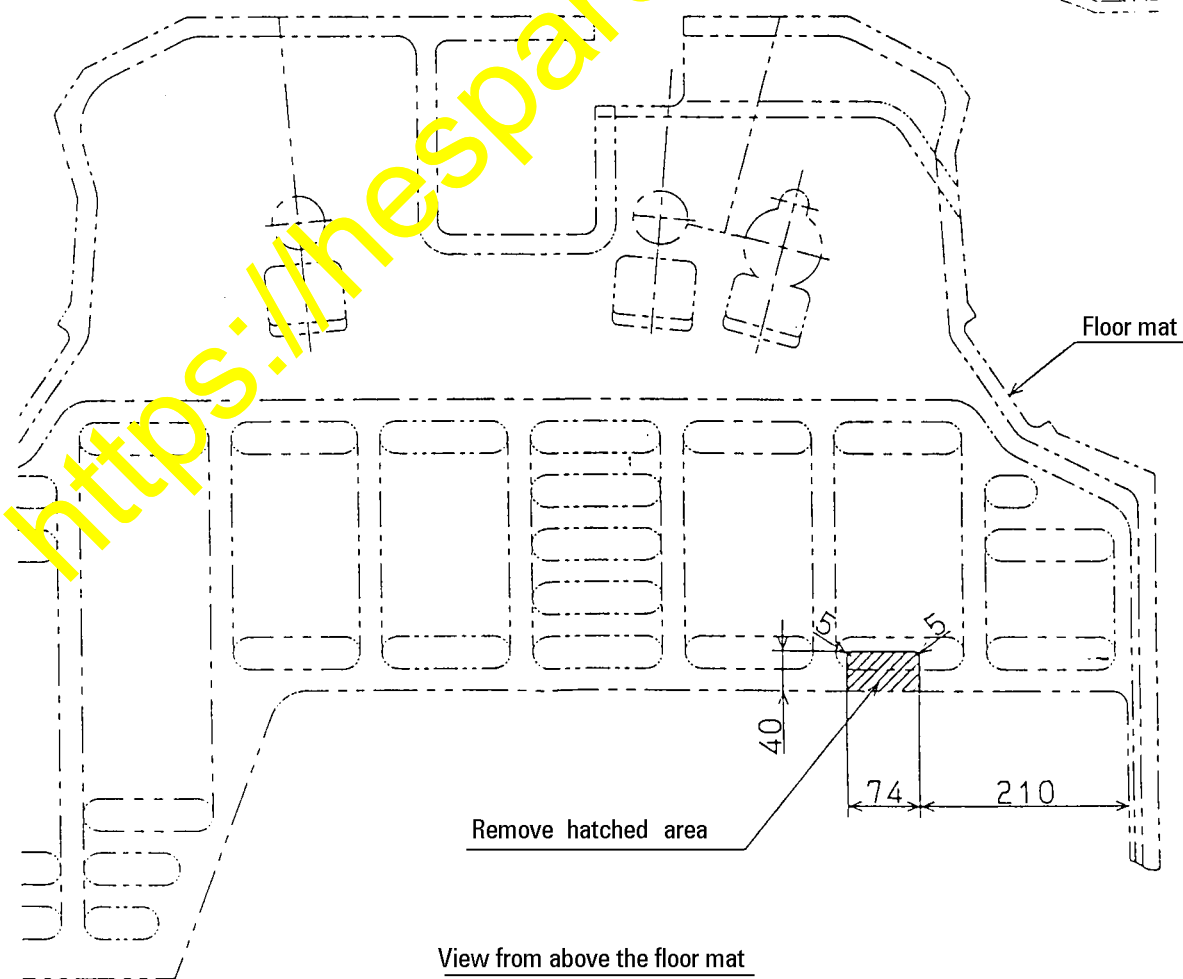 https://hespar
Floor mat
5
5
40
74
210
Remove hatched area
View from above the floor mat